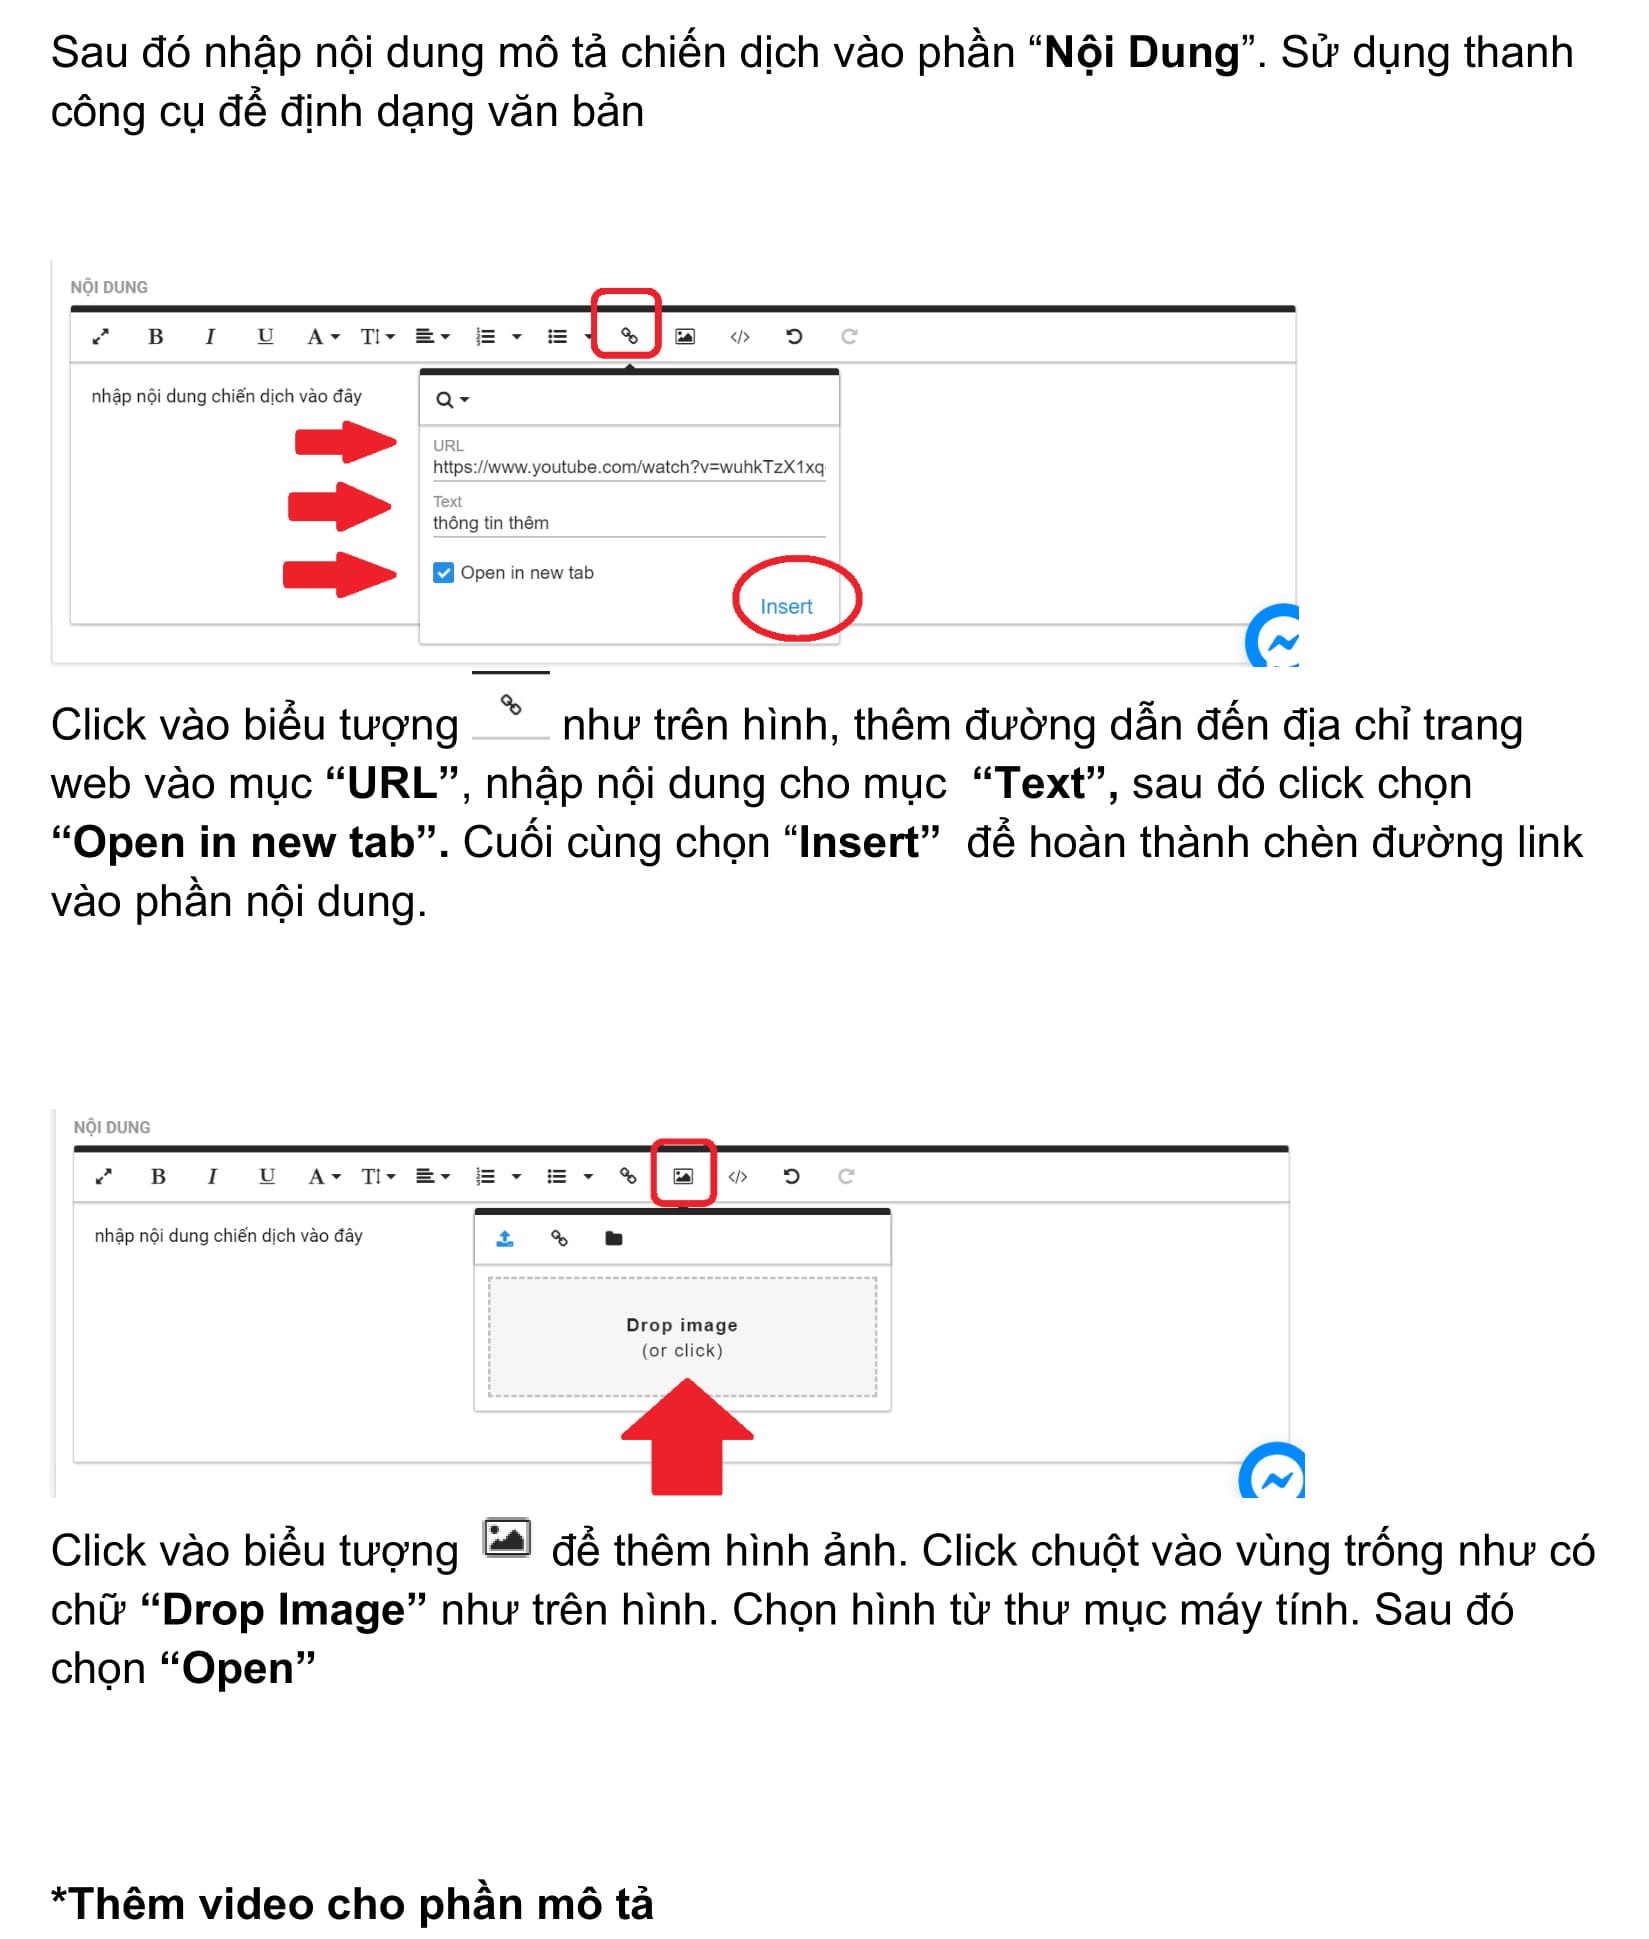 Sau đó nhập nội dung mô tả chiến dịch vào phần “Nội Dung”. Sử dụng thanh
công cụ để định dạng văn bản
NỘI DUNG
B I U A T
nhập nội dung chiến dịch vào đây
URL
https://www.youtube.com/watch?v=wuhkTzX1xq
Text
thông tin thêm
Open in new tab
Insert
Click vào biểu tượng như trên hình, thêm đường dẫn đến địa chỉ trang
web vào mục “URL”, nhập nội dung cho mục “Text”, sau đó click chọn
“Open in new tab”. Cuối cùng chọn “Insert” để hoàn thành chèn đường link
vào phần nội dung.
NỘI DUNG
B I U A T
nhập nội dung chiến dịch vào đây
Drop image
(or click)
Click vào biểu tượng để thêm hình ảnh. Click chuột vào vùng trống như có
chữ “Drop Image” như trên hình. Chọn hình từ thư mục máy tính. Sau đó
chọn “Open”
*Thêm video cho phần mô tả